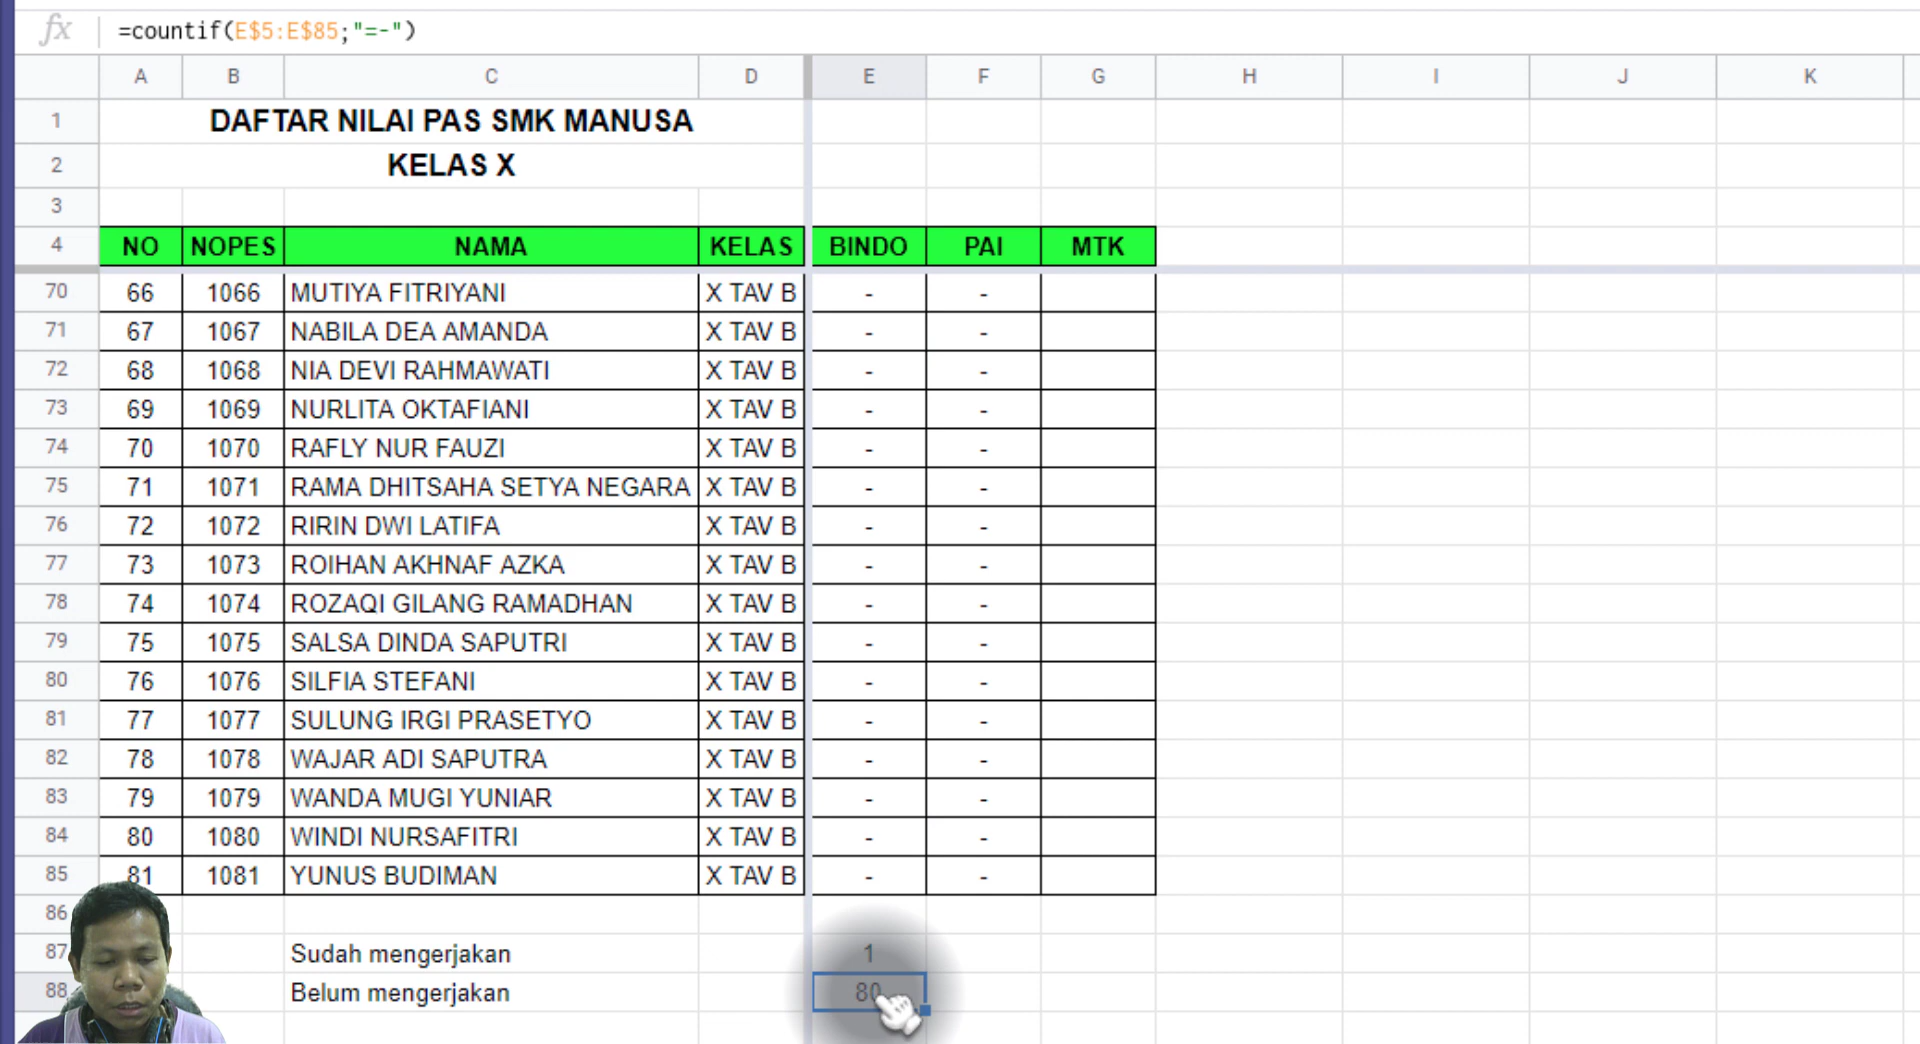 fx =countif(E$5:E$85;"=-")
A B C D E F G H I J K
1 DAFTAR NILAI PAS SMK MANUSA
2 KELAS X
3
4 NO NOPES NAMA KELAS BINDO PAI MTK
70 66 1066 MUTIYA FITRIYANI X TAV B - -
71 67 1067 NABILA DEA AMANDA X TAV B - -
72 68 1068 NIA DEVI RAHMAWATI X TAV B - -
73 69 1069 NURLITA OKTAFIANI X TAV B - -
74 70 1070 RAFLY NUR FAUZI X TAV B - -
75 71 1071 RAMA DHITSAHA SETYA NEGARA X TAV B - -
76 72 1072 RIRIN DWI LATIFA X TAV B - -
77 73 1073 ROIHAN AKHNAF AZKA X TAV B - -
78 74 1074 ROZAQI GILANG RAMADHAN X TAV B - -
79 75 1075 SALSA DINDA SAPUTRI X TAV B - -
80 76 1076 SILFIA STEFANI X TAV B - -
81 77 1077 SULUNG IRGI PRASETYO X TAV B - -
82 78 1078 WAJAR ADI SAPUTRA X TAV B - -
83 79 1079 WANDA MUGI YUNIAR X TAV B - -
84 80 1080 WINDI NURSAFITRI X TAV B - -
85 81 1081 YUNUS BUDIMAN X TAV B - -
86
87 Sudah mengerjakan 1
88 Belum mengerjakan 80